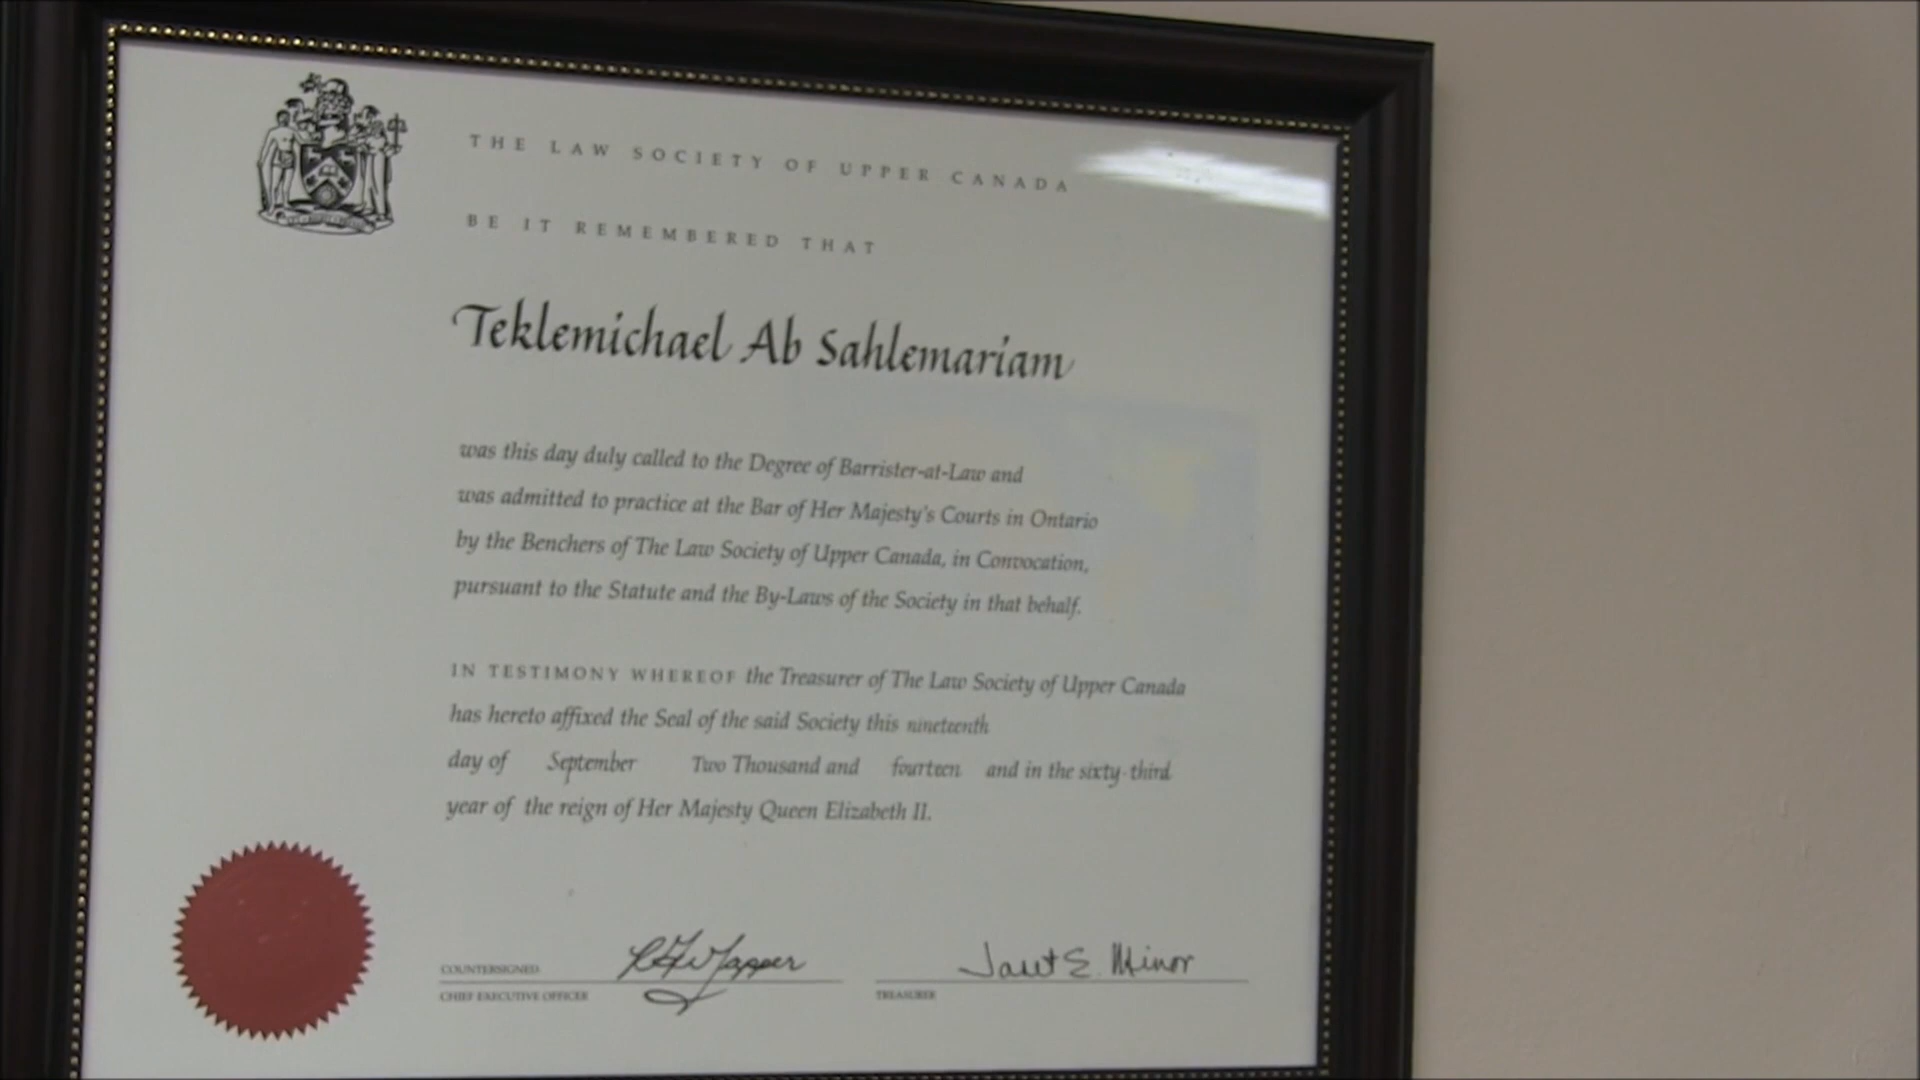 THE LAW SOCIETY OF UPPER CANADA
BE IT REMEMBERED THAT
Teklemichael Ab Sahlemariam
was this day duly called to the Degree of Barrister-at-Law and
was admitted to practice at the Bar of Her Majesty's Courts in Ontario
by the Benchers of The Law Society of Upper Canada, in Convocation,
pursuant to the Statute and the By-Laws of the Society in that behalf.
IN TESTIMONY WHEREOF the Treasurer of The Law Society of Upper Canada
has hereto affixed the Seal of the said Society this nineteenth
day of September Two Thousand and fourteen and in the sixty-third
year of the reign of Her Majesty Queen Elizabeth II.
COUNTERSIGNED
CHIEF EXECUTIVE OFFICER
Janet E. Minor
TREASURER